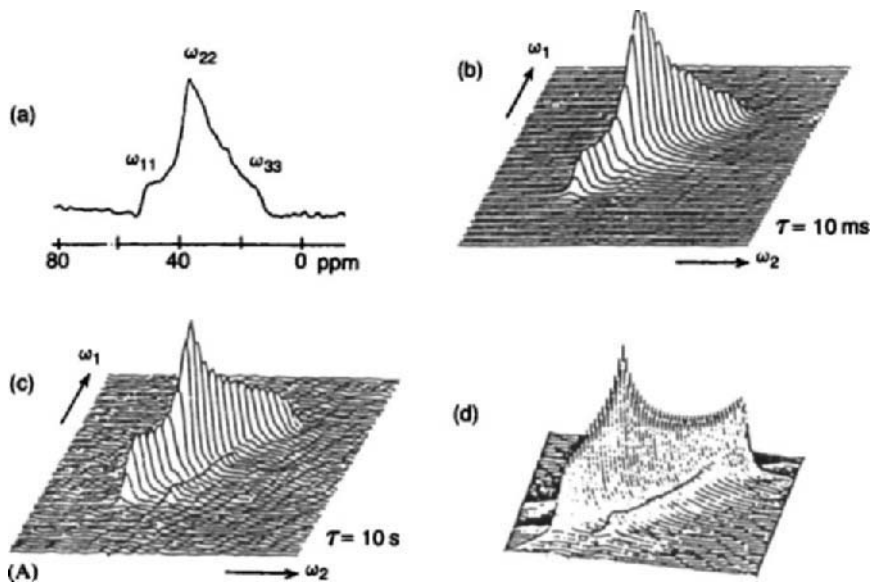 (a)
ω22
ω11
ω33
80 40 0 ppm
(b)
ω1
τ = 10 ms
ω2
(c)
ω1
τ = 10 s
(A)
ω2
(d)